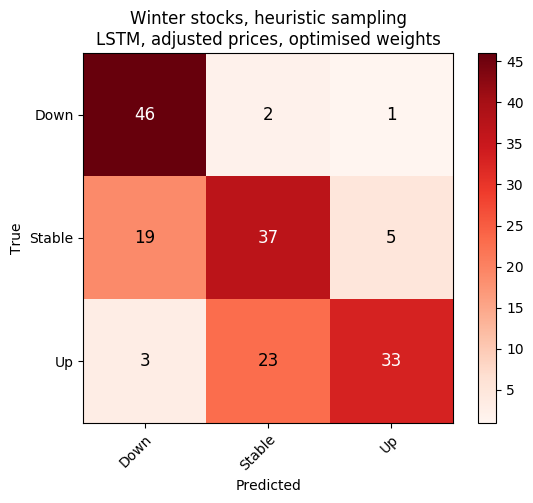 Winter stocks, heuristic sampling
LSTM, adjusted prices, optimised weights
True
Down
46
2
1
Stable
19
37
5
Up
3
23
33
Down
Stable
Up
Predicted
45
40
35
30
25
20
15
10
5